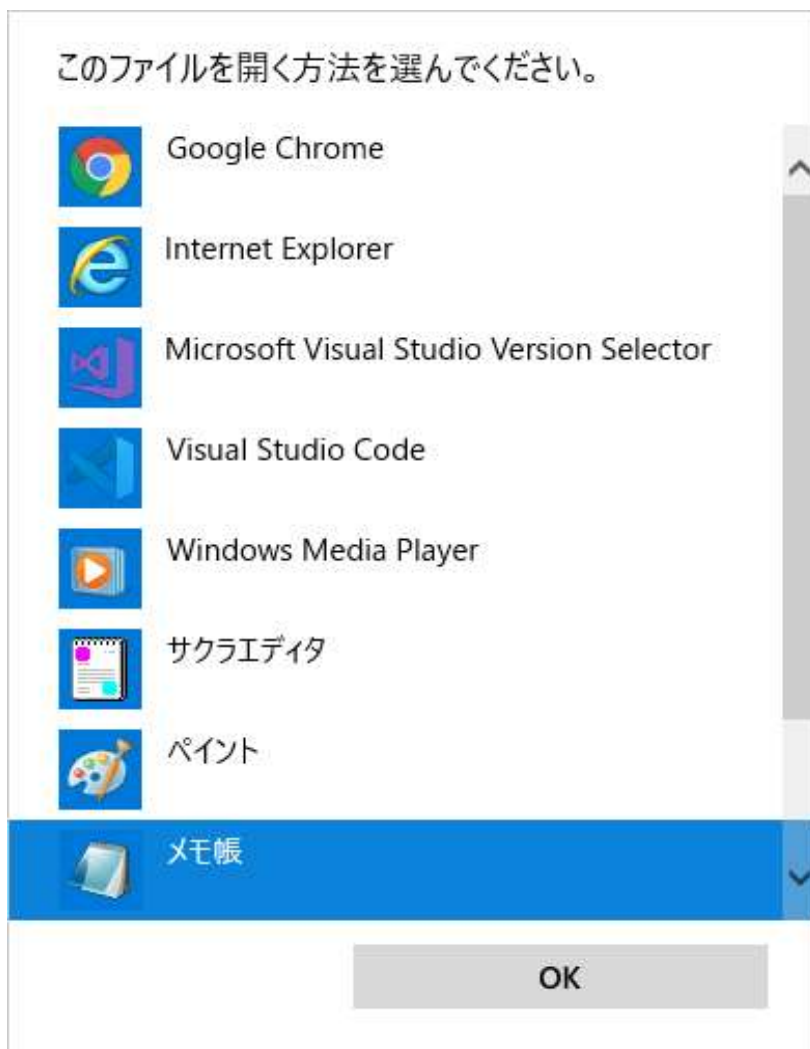 このファイルを開く方法を選んでください。
Google Chrome
Internet Explorer
Microsoft Visual Studio Version Selector
Visual Studio Code
Windows Media Player
サクラエディタ
ペイント
メモ帳
OK